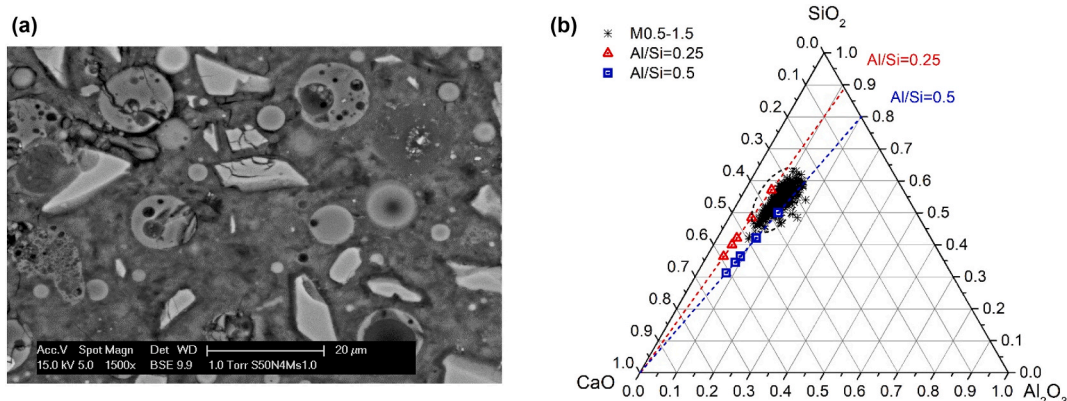 (a)
Acc.V Spot Magn Det WD 20 μm
15.0 kV 5.0 1500x BSE 9.9 1.0 Torr S50N4Ms1.0
(b)
SiO2
M0.5-1.5
Al/Si=0.25
Al/Si=0.5
Al/Si=0.25
Al/Si=0.5
0.0
0.1
0.2
0.3
0.4
0.5
0.6
0.7
0.8
0.9
1.0
1.0
0.9
0.8
0.7
0.6
0.5
0.4
0.3
0.2
0.1
0.0
CaO
0.0 0.1 0.2 0.3 0.4 0.5 0.6 0.7 0.8 0.9 1.0
Al2O3